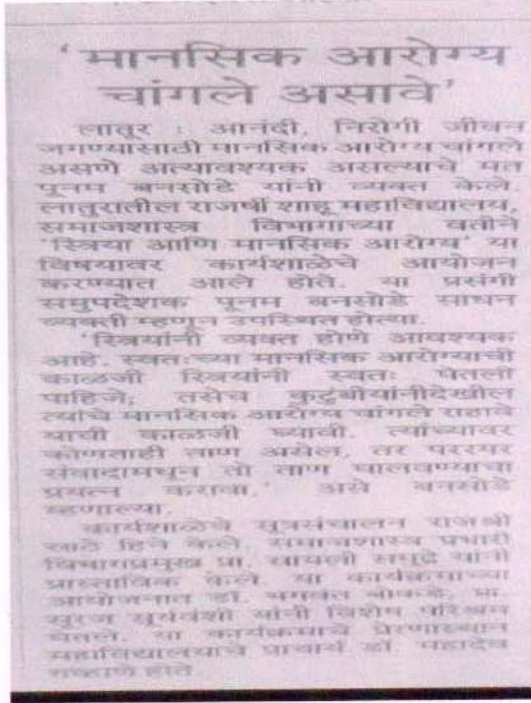 'मानसिक आरोग्य
चांगले असावे'
लातूर : आनंदी, निरोगी जीवन
जगण्यासाठी मानसिक आरोग्य चांगले
असणे अत्यावश्यक असल्याचे मत
पूनम बनसोडे यांनी व्यक्त केले.
लातुरातील राजर्षी शाहू महाविद्यालय,
समाजशास्त्र विभागाच्या वतीने
'स्त्रिया आणि मानसिक आरोग्य' या
विषयावर कार्यशाळेचे आयोजन
करण्यात आले होते. या प्रसंगी
समुपदेशक पूनम बनसोडे साधन
व्यक्ती म्हणून उपस्थित होत्या.
'स्त्रियांनी व्यक्त होणे आवश्यक
आहे. स्वतःच्या मानसिक आरोग्याची
काळजी स्त्रियांनी स्वतः घेतली
पाहिजे; तसेच कुटुंबीयांनीदेखील
त्यांचे मानसिक आरोग्य चांगले राहावे
याची काळजी घ्यावी. त्यांच्यावर
कोणताही ताण असेल, तर परस्पर
संवादामधून तो ताण घालवण्याचा
प्रयत्न करावा,' असे बनसोडे
म्हणाल्या.
कार्यशाळेचे सूत्रसंचालन राजश्री
हिने केले. समाजशास्त्र प्रभारी
विभागप्रमुख प्रा. सायली समुद्रे यांनी
प्रास्ताविक केले. या कार्यक्रमाच्या
आयोजनात डॉ. प्रा.
सूरज सूर्यवंशी यांनी विशेष परिश्रम
घेतले. या कार्यक्रमाचे प्रेरणास्थान
महाविद्यालयाचे प्राचार्य डॉ. महादेव
गव्हाणे होते.